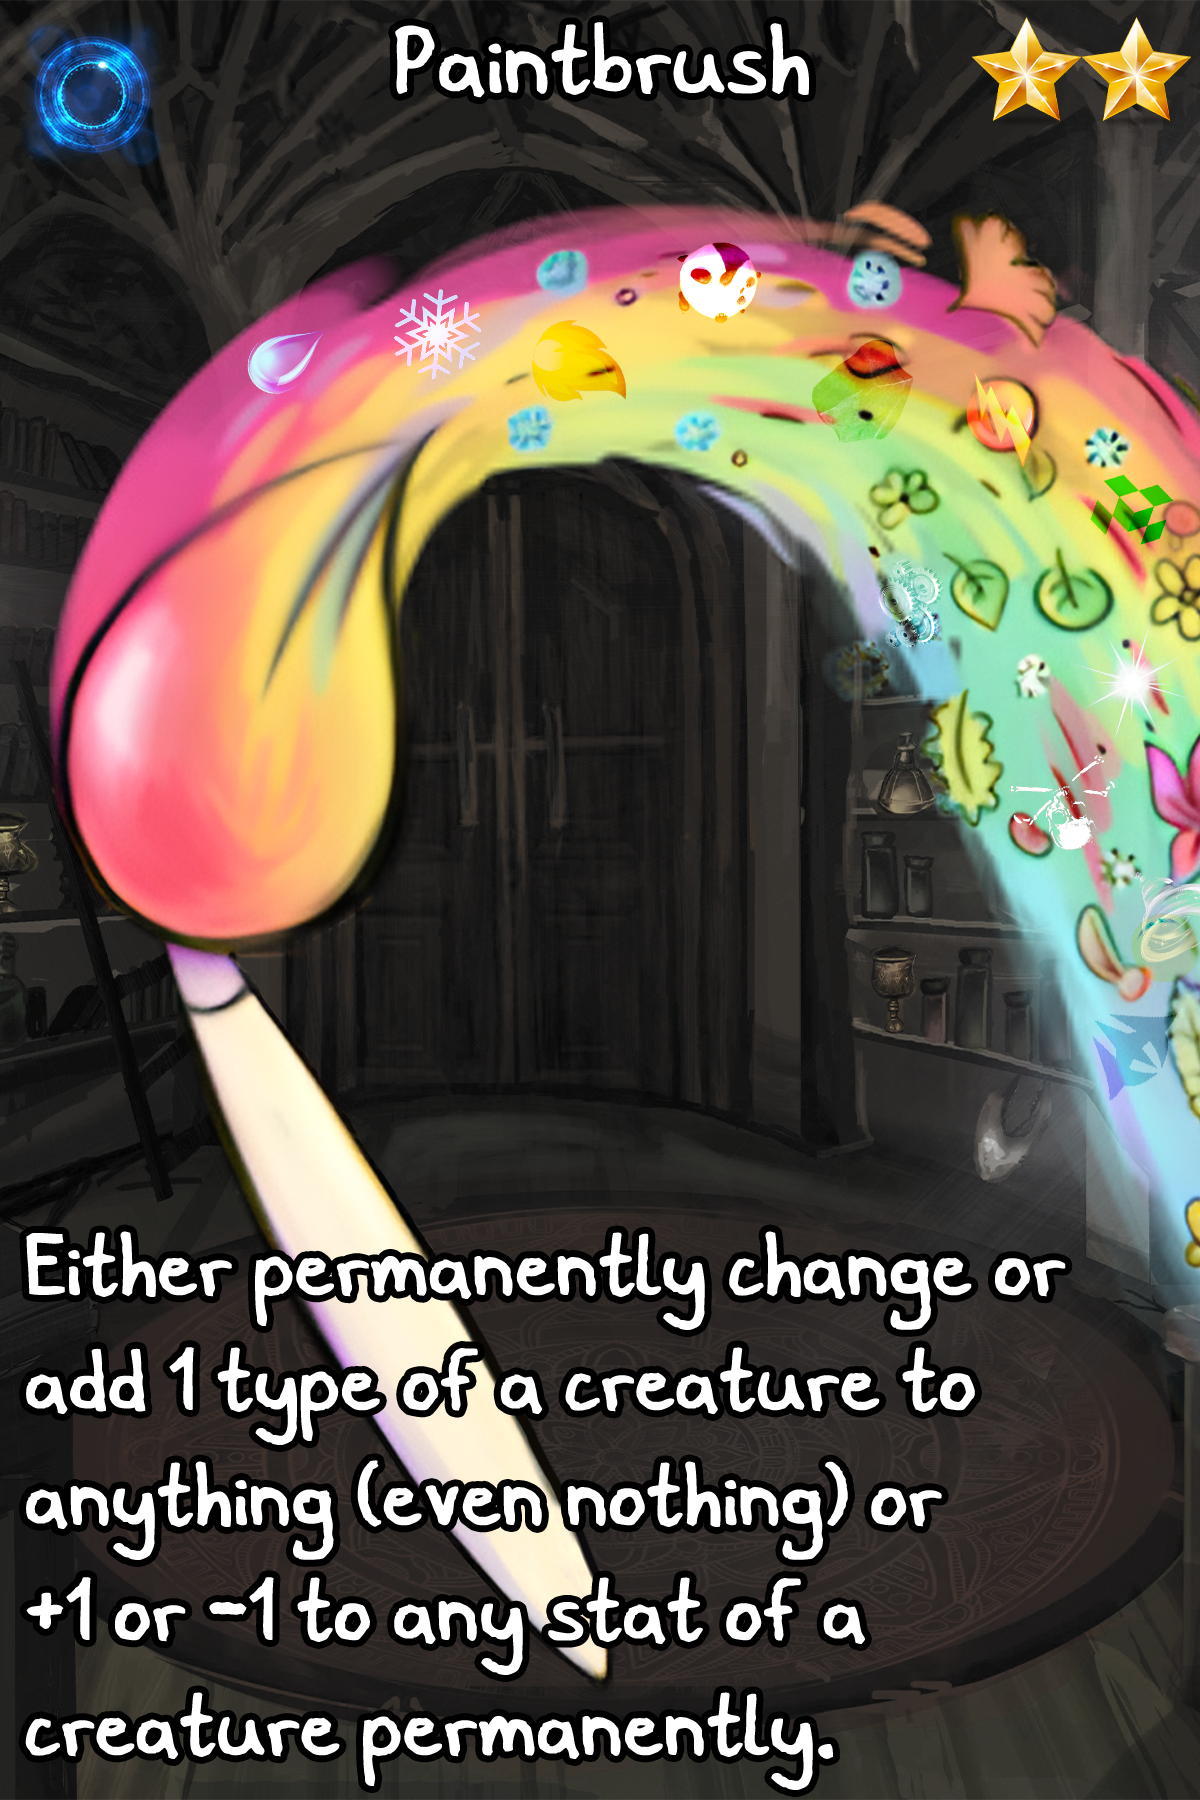 Paintbrush
Either permanently change or
add 1 type of a creature to
anything (even nothing) or
+1 or -1 to any stat of a
creature permanently.